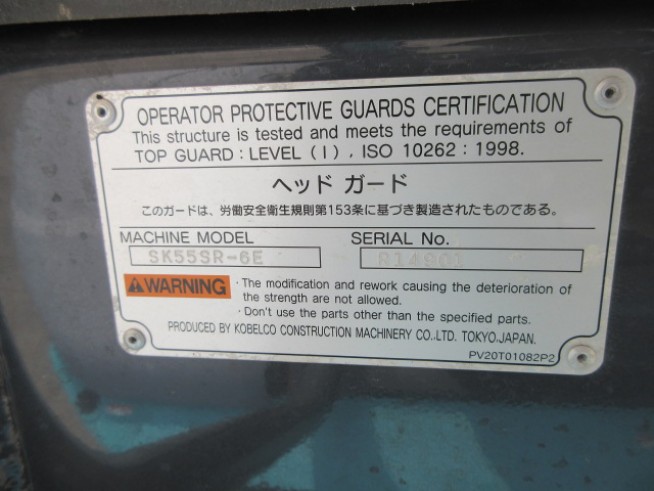 OPERATOR PROTECTIVE GUARDS CERTIFICATION
This structure is tested and meets the requirements of
TOP GUARD : LEVEL ( I ) , ISO 10262 : 1998.
ヘッド ガード
このガードは、労働安全衛生規則第153条に基づき製造されたものである。
MACHINE MODEL SERIAL No.
SK55SR-6E R14901
WARNING ・The modification and rework causing the deterioration of
the strength are not allowed.
・Don't use the parts other than the specified parts.
PRODUCED BY KOBELCO CONSTRUCTION MACHINERY CO.,LTD. TOKYO.JAPAN.
PV20T01082P2